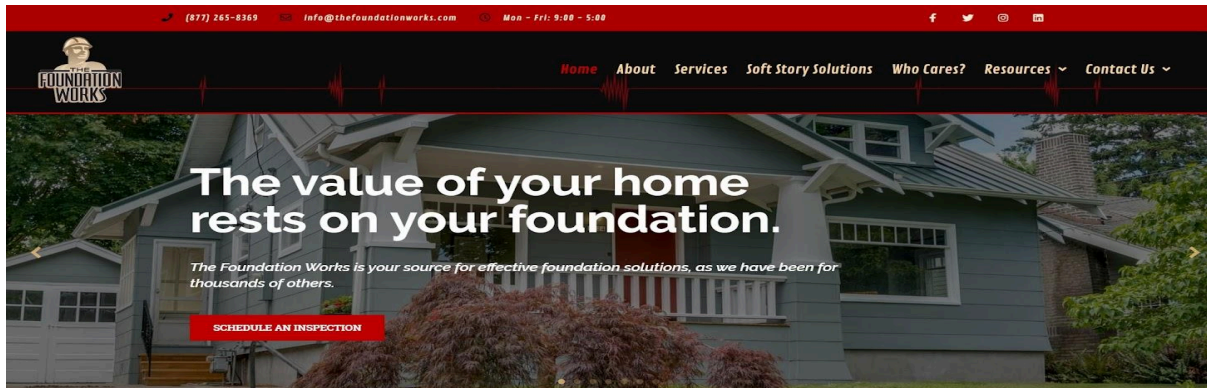 (877) 265-8369 info@thefoundationworks.com Mon - Fri: 9:00 - 5:00
THE
FOUNDATION
WORKS
Home About Services Soft Story Solutions Who Cares? Resources Contact Us
The value of your home
rests on your foundation.
The Foundation Works is your source for effective foundation solutions, as we have been for
thousands of others.
SCHEDULE AN INSPECTION